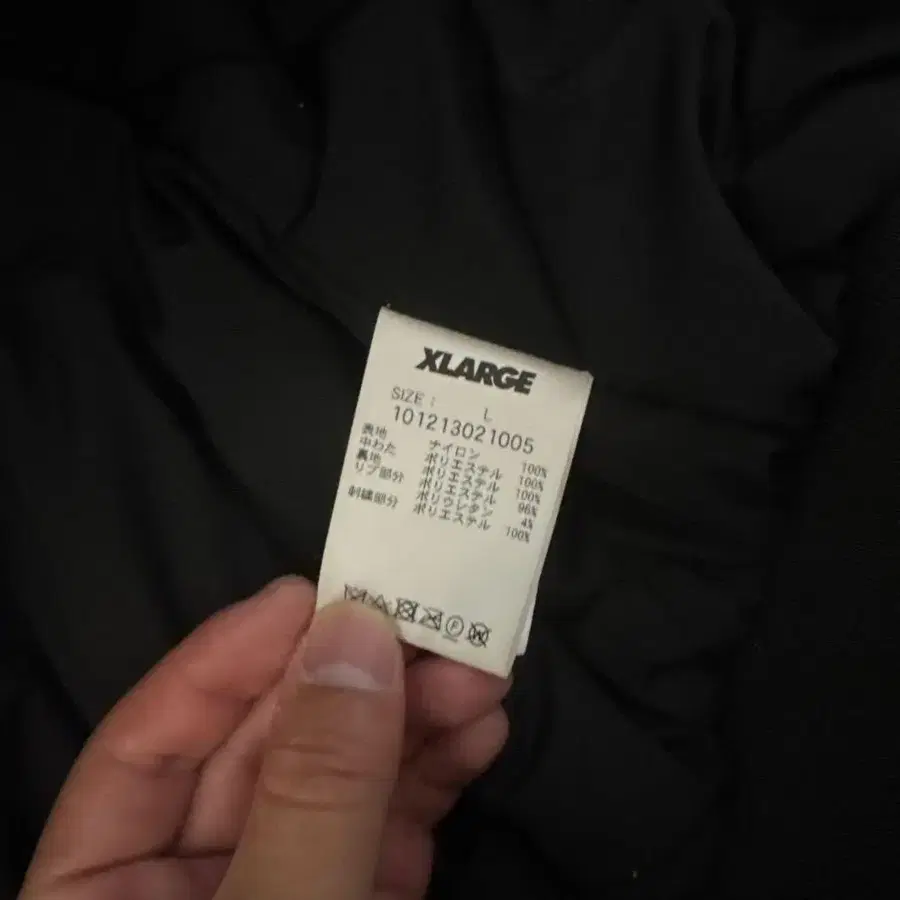 XLARGE
SIZE : L
101213021005
表地 ナイロン 100%
中わた ポリエステル 100%
裏地 ポリエステル 100%
リブ部分 ポリエステル 96%
ポリウレタン 4%
刺繍部分 ポリエステル 100%
F
W